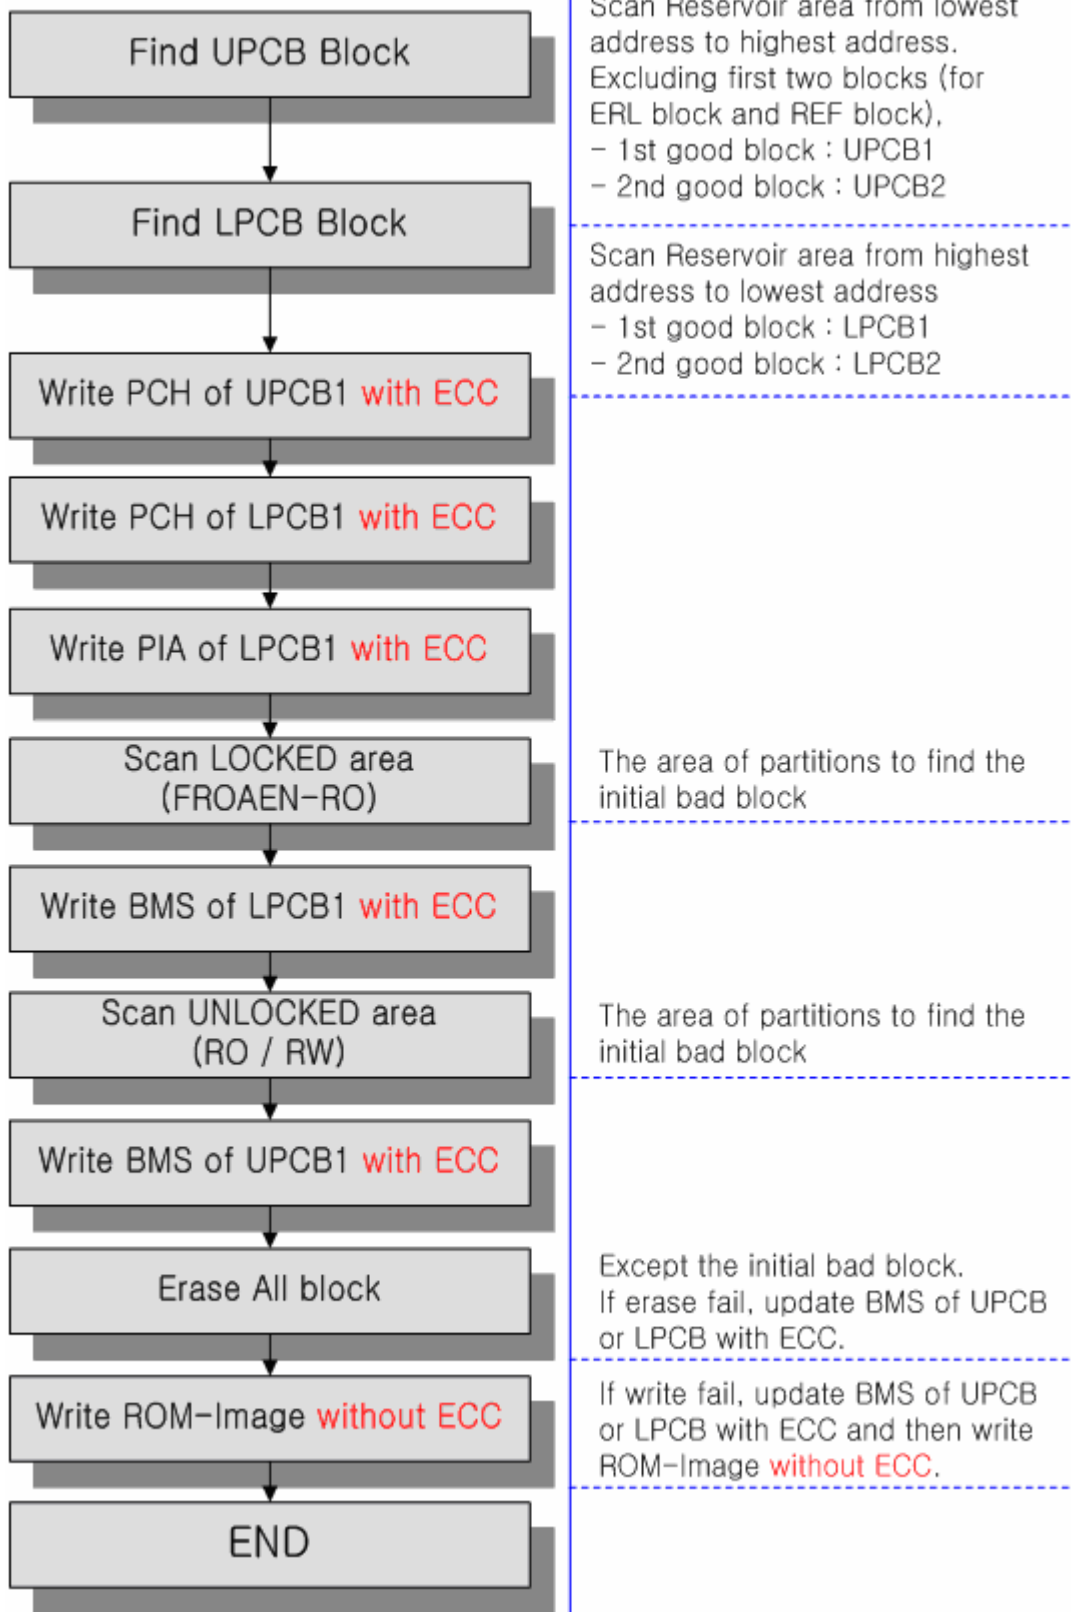 Scan Reservoir area from lowest
address to highest address.
Excluding first two blocks (for
ERL block and REF block),
- 1st good block : UPCB1
- 2nd good block : UPCB2
Find UPCB Block
Find LPCB Block
Scan Reservoir area from highest
address to lowest address
- 1st good block : LPCB1
- 2nd good block : LPCB2
Write PCH of UPCB1 with ECC
Write PCH of LPCB1 with ECC
Write PIA of LPCB1 with ECC
Scan LOCKED area
(FROAEN-RO)
The area of partitions to find the
initial bad block
Write BMS of LPCB1 with ECC
Scan UNLOCKED area
(RO / RW)
The area of partitions to find the
initial bad block
Write BMS of UPCB1 with ECC
Erase All block
Except the initial bad block.
If erase fail, update BMS of UPCB
or LPCB with ECC.
Write ROM-Image without ECC
If write fail, update BMS of UPCB
or LPCB with ECC and then write
ROM-Image without ECC.
END